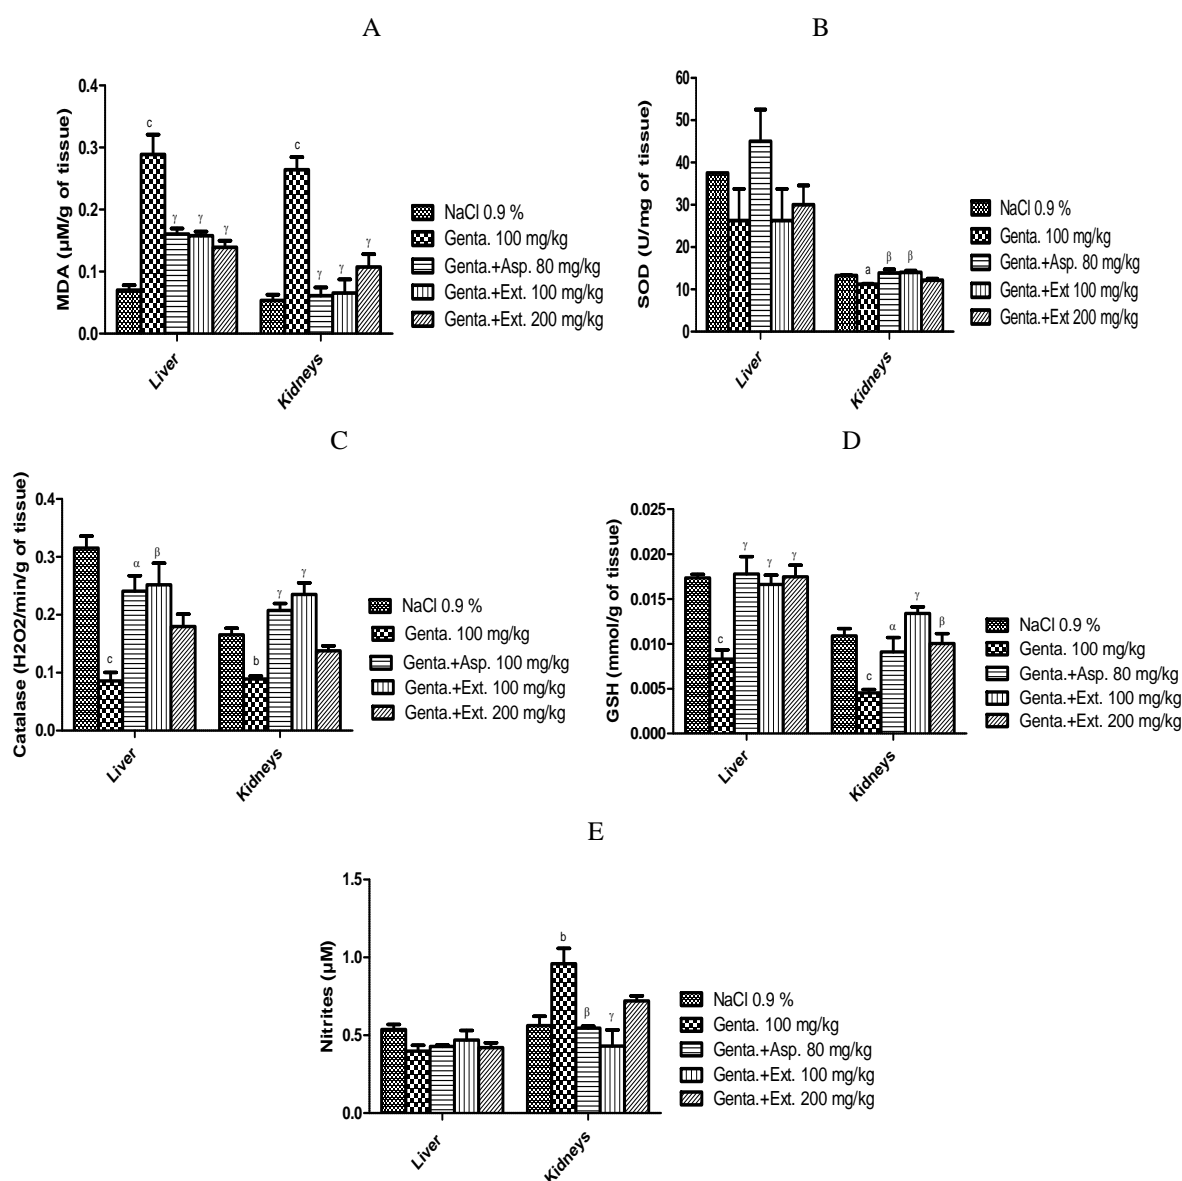 A
MDA (µM/g of tissue)
0.4
0.3
0.2
0.1
0.0
c
γ
γ
γ
c
γ
γ
γ
Liver
Kidneys
NaCl 0.9 %
Genta. 100 mg/kg
Genta.+Asp. 80 mg/kg
Genta.+Ext. 100 mg/kg
Genta.+Ext. 200 mg/kg
B
SOD (U/mg of tissue)
60
50
40
30
20
10
0
a
β
β
Liver
Kidneys
NaCl 0.9 %
Genta. 100 mg/kg
Genta.+Asp. 80 mg/kg
Genta.+Ext 100 mg/kg
Genta.+Ext 200 mg/kg
C
Catalase (H2O2/min/g of tissue)
0.4
0.3
0.2
0.1
0.0
c
α
β
b
γ
γ
Liver
Kidneys
NaCl 0.9 %
Genta. 100 mg/kg
Genta.+Asp. 100 mg/kg
Genta.+Ext. 100 mg/kg
Genta.+Ext. 200 mg/kg
D
GSH (mmol/g of tissue)
0.025
0.020
0.015
0.010
0.005
0.000
c
γ
γ
γ
c
α
γ
β
Liver
Kidneys
NaCl 0.9 %
Genta. 100 mg/kg
Genta.+Asp. 80 mg/kg
Genta.+Ext. 100 mg/kg
Genta.+Ext. 200 mg/kg
E
Nitrites (µM)
1.5
1.0
0.5
0.0
b
β
γ
Liver
Kidneys
NaCl 0.9 %
Genta. 100 mg/kg
Genta.+Asp. 80 mg/kg
Genta.+Ext. 100 mg/kg
Genta.+Ext. 200 mg/kg